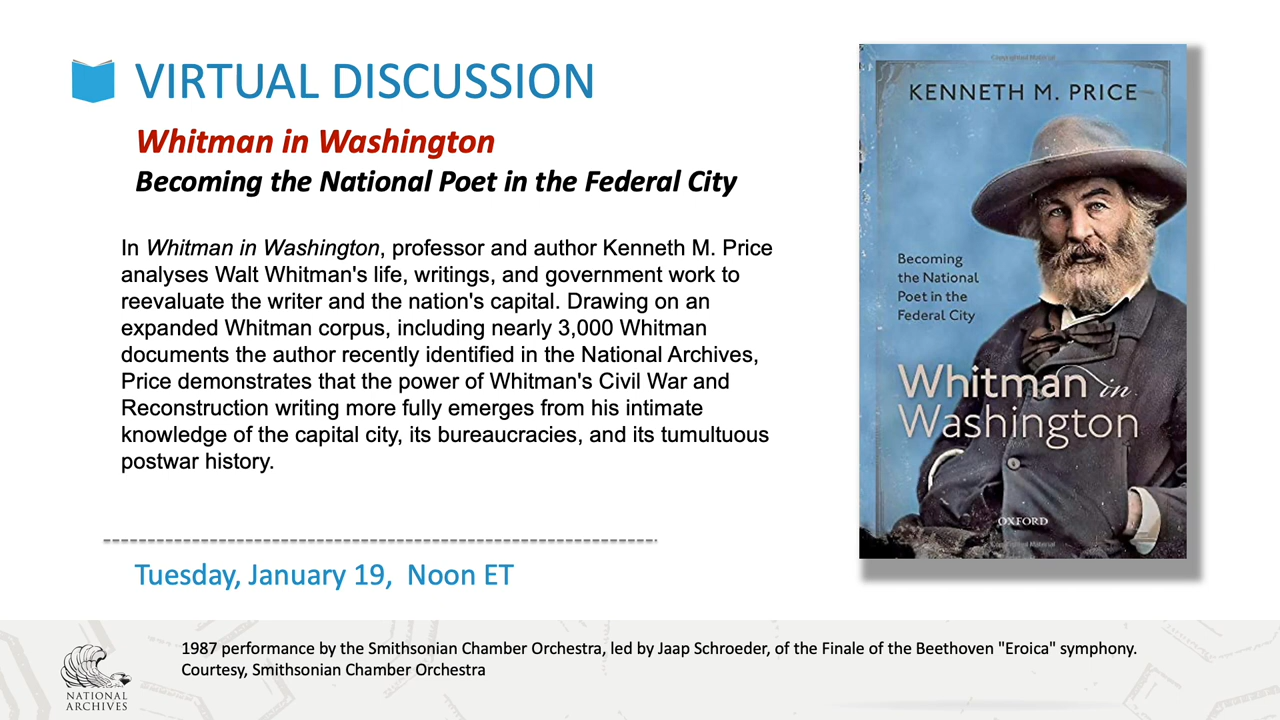 VIRTUAL DISCUSSION
Whitman in Washington
Becoming the National Poet in the Federal City
In Whitman in Washington, professor and author Kenneth M. Price
analyses Walt Whitman's life, writings, and government work to
reevaluate the writer and the nation's capital. Drawing on an
expanded Whitman corpus, including nearly 3,000 Whitman
documents the author recently identified in the National Archives,
Price demonstrates that the power of Whitman's Civil War and
Reconstruction writing more fully emerges from his intimate
knowledge of the capital city, its bureaucracies, and its tumultuous
postwar history.
Tuesday, January 19, Noon ET
Copyrighted Material
KENNETH M. PRICE
Becoming
the National
Poet in the
Federal City
Whitman in
Washington
OXFORD
Copyrighted Material
1987 performance by the Smithsonian Chamber Orchestra, led by Jaap Schroeder, of the Finale of the Beethoven "Eroica" symphony.
Courtesy, Smithsonian Chamber Orchestra
NATIONAL
ARCHIVES